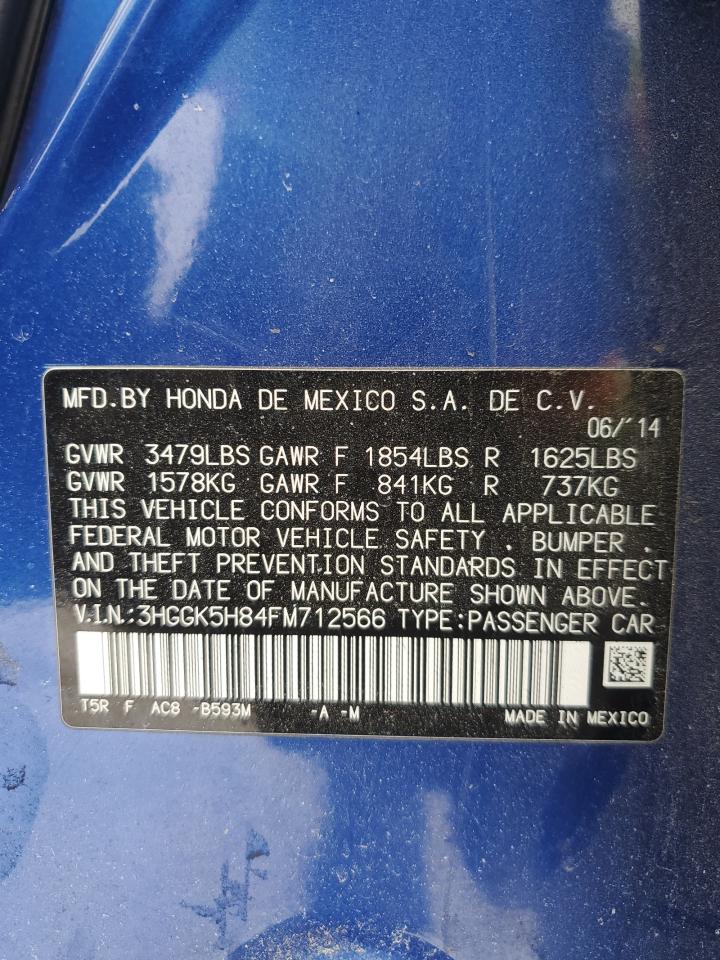 MFD.BY HONDA DE MEXICO S.A. DE C.V.
06/'14
GVWR 3479LBS GAWR F 1854LBS R 1625LBS
GVWR 1578KG GAWR F 841KG R 737KG
THIS VEHICLE CONFORMS TO ALL APPLICABLE
FEDERAL MOTOR VEHICLE SAFETY , BUMPER ,
AND THEFT PREVENTION STANDARDS IN EFFECT
ON THE DATE OF MANUFACTURE SHOWN ABOVE.
V.I.N.:3HGGK5H84FM712566 TYPE:PASSENGER CAR
T5R F AC8 -B593M -A -M MADE IN MEXICO